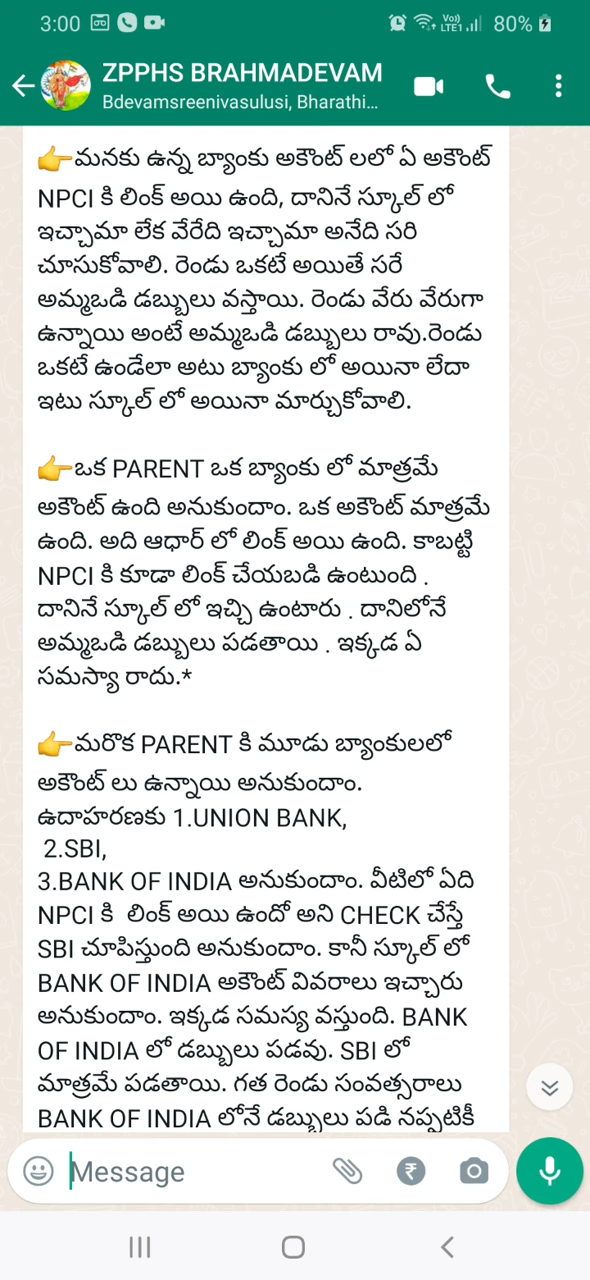 3:00
Vo))
LTE1
80%
ZPPHS BRAHMADEVAM
Bdevamsreenivasulusi, Bharathi...
👉మనకు ఉన్న బ్యాంకు అకౌంట్ లలో ఏ అకౌంట్
NPCI కి లింక్ అయి ఉంది, దానినే స్కూల్ లో
ఇచ్చామా లేక వేరేది ఇచ్చామా అనేది సరి
చూసుకోవాలి. రెండు ఒకటే అయితే సరే
అమ్మఒడి డబ్బులు వస్తాయి. రెండు వేరు వేరుగా
ఉన్నాయి అంటే అమ్మఒడి డబ్బులు రావు.రెండు
ఒకటే ఉండేలా అటు బ్యాంకు లో అయినా లేదా
ఇటు స్కూల్ లో అయినా మార్చుకోవాలి.
👉ఒక PARENT ఒక బ్యాంకు లో మాత్రమే
అకౌంట్ ఉంది అనుకుందాం. ఒక అకౌంట్ మాత్రమే
ఉంది. అది ఆధార్ లో లింక్ అయి ఉంది. కాబట్టి
NPCI కి కూడా లింక్ చేయబడి ఉంటుంది .
దానినే స్కూల్ లో ఇచ్చి ఉంటారు . దానిలోనే
అమ్మఒడి డబ్బులు పడతాయి . ఇక్కడ ఏ
సమస్యా రాదు.*
👉మరొక PARENT కి మూడు బ్యాంకులలో
అకౌంట్ లు ఉన్నాయి అనుకుందాం.
ఉదాహరణకు 1.UNION BANK,
2.SBI,
3.BANK OF INDIA అనుకుందాం. వీటిలో ఏది
NPCI కి లింక్ అయి ఉందో అని CHECK చేస్తే
SBI చూపిస్తుంది అనుకుందాం. కానీ స్కూల్ లో
BANK OF INDIA అకౌంట్ వివరాలు ఇచ్చారు
అనుకుందాం. ఇక్కడ సమస్య వస్తుంది. BANK
OF INDIA లో డబ్బులు పడవు. SBI లో
మాత్రమే పడతాయి. గత రెండు సంవత్సరాలు
BANK OF INDIA లోనే డబ్బులు పడి నప్పటికీ
Message